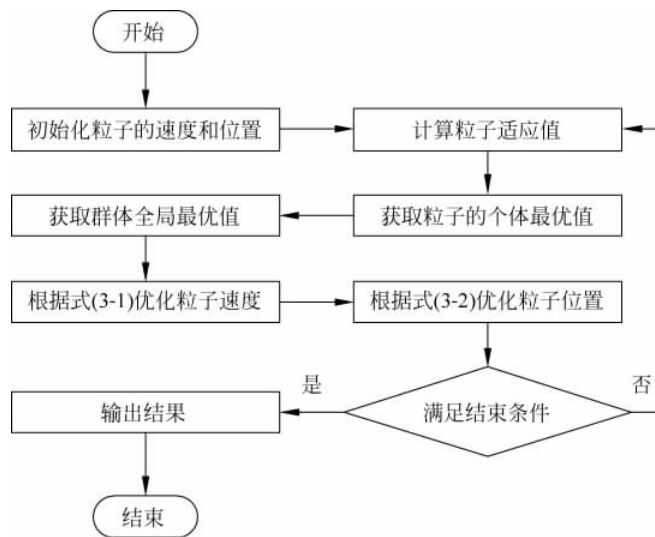 开始
初始化粒子的速度和位置
计算粒子适应值
获取粒子的个体最优值
获取群体全局最优值
根据式(3-1)优化粒子速度
根据式(3-2)优化粒子位置
满足结束条件
是
否
输出结果
结束